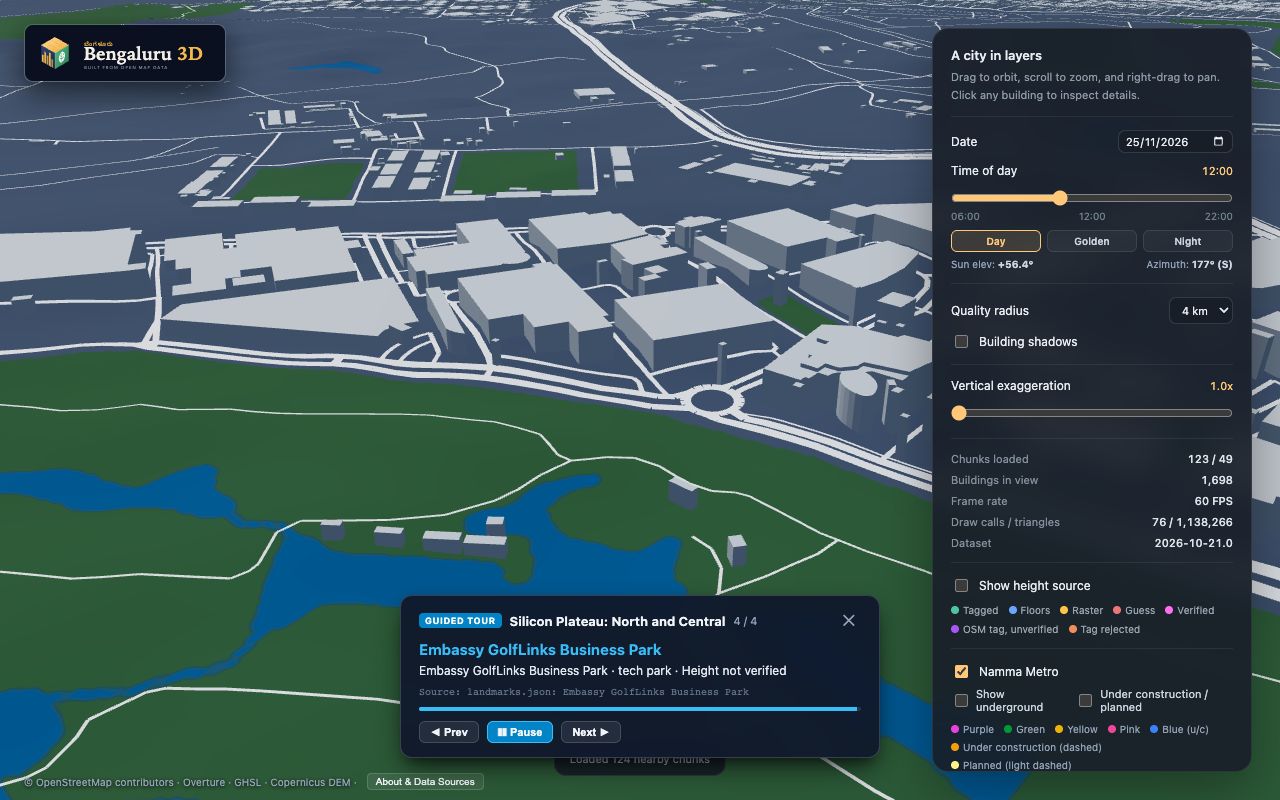 Bengaluru 3D
BUILT FROM OPEN MAP DATA
A city in layers
Drag to orbit, scroll to zoom, and right-drag to pan.
Click any building to inspect details.
Date
25/11/2026
Time of day
12:00
06:00
12:00
22:00
Day
Golden
Night
Sun elev: +56.4°
Azimuth: 177° (S)
Quality radius
4 km
Building shadows
Vertical exaggeration
1.0x
Chunks loaded
123 / 49
Buildings in view
1,698
Frame rate
60 FPS
Draw calls / triangles
76 / 1,138,266
Dataset
2026-10-21.0
Show height source
Tagged
Floors
Raster
Guess
Verified
OSM tag, unverified
Tag rejected
Namma Metro
Show
underground
Under construction /
planned
Purple
Green
Yellow
Pink
Blue (u/c)
Under construction (dashed)
Planned (light dashed)
GUIDED TOUR Silicon Plateau: North and Central 4 / 4
Embassy GolfLinks Business Park
Embassy GolfLinks Business Park · tech park · Height not verified
Source: landmarks.json: Embassy GolfLinks Business Park
◀ Prev
Pause
Next ▶
Loaded 124 nearby chunks
© OpenStreetMap contributors · Overture · GHSL · Copernicus DEM ·
About & Data Sources